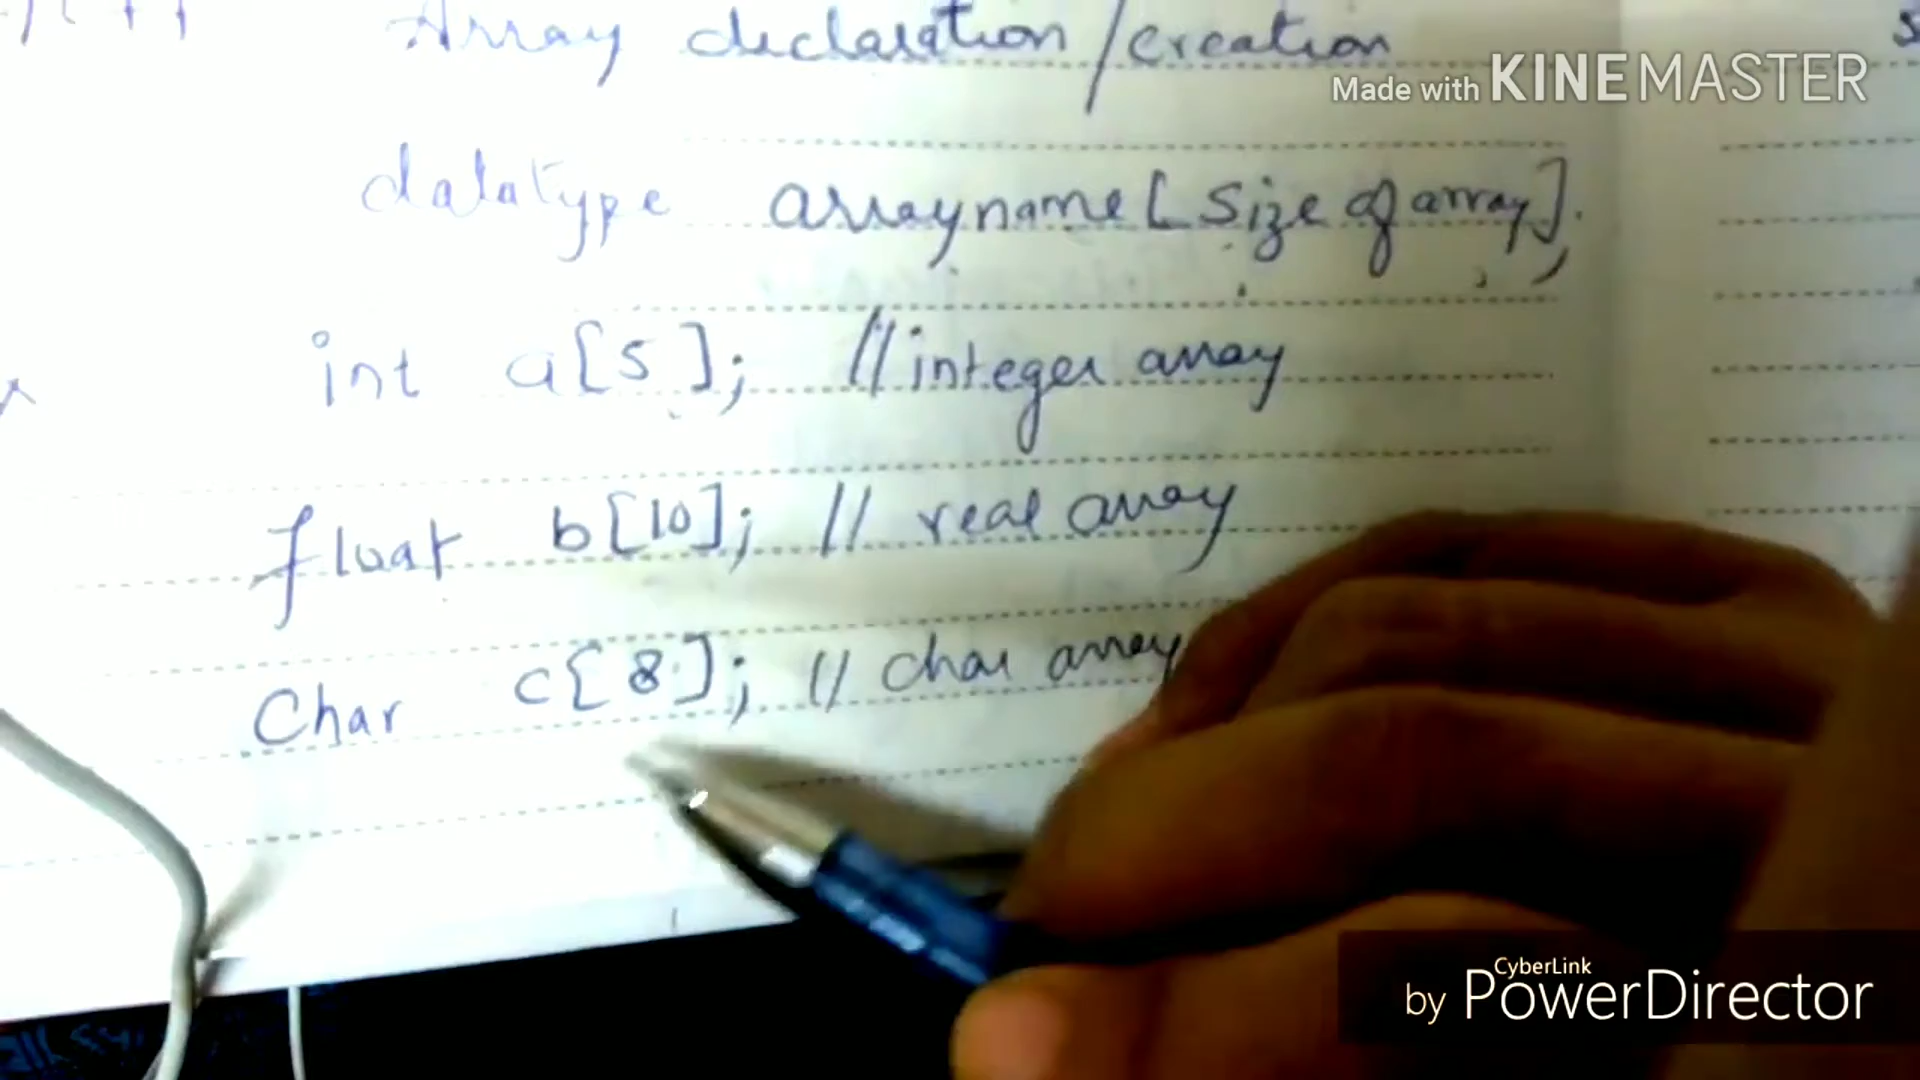 Array declaration/creation
Made with KINEMASTER
datatype arrayname[size of array];
int a[5]; //integer array
float b[10]; // real array
Char c[8]; // char array
CyberLink
by PowerDirector